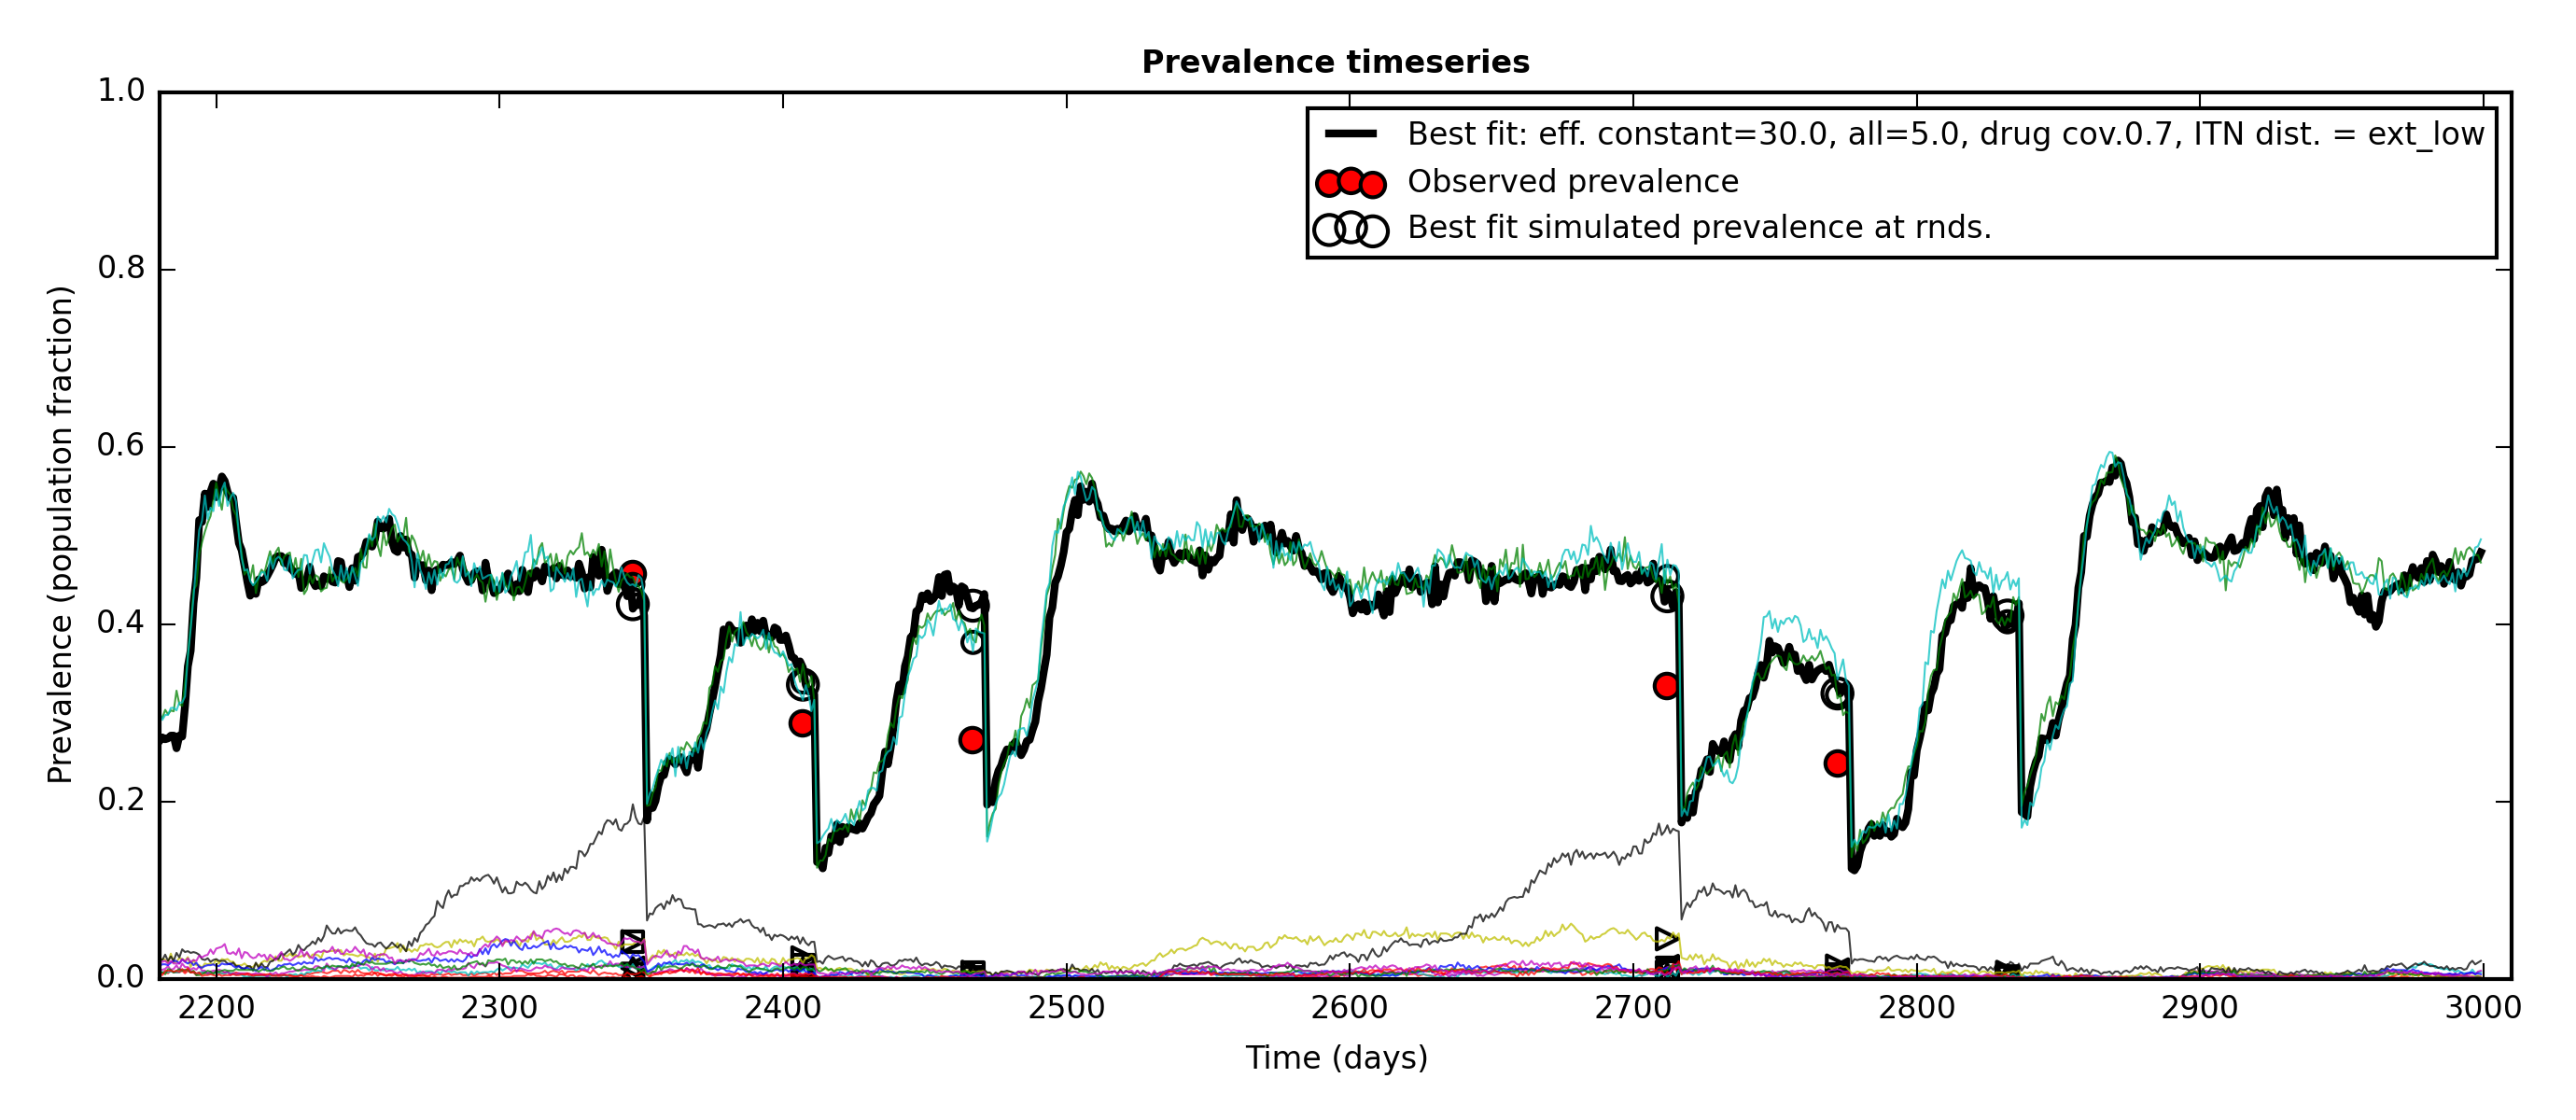 Prevalence timeseries
1.0
0.8
0.6
0.4
0.2
0.0
Prevalence (population fraction)
Best fit: eff. constant=30.0, all=5.0, drug cov.0.7, ITN dist. = ext_low
Observed prevalence
Best fit simulated prevalence at rnds.
2200 2300 2400 2500 2600 2700 2800 2900 3000
Time (days)